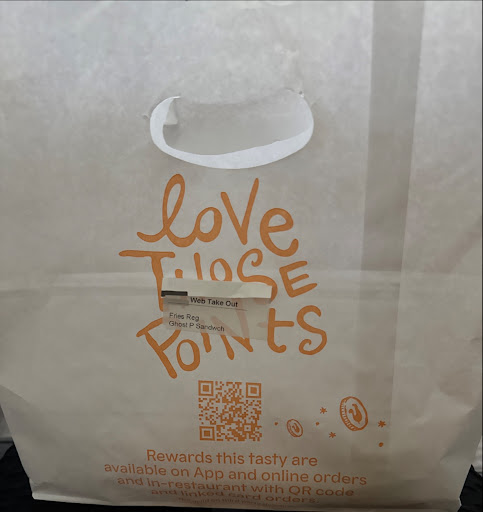 love
THOSE
Web Take Out
Fries Reg
Ghost P Sandwch
POINtS
Rewards this tasty are
available on App and online orders
and in-restaurant with QR code
and linked card orders